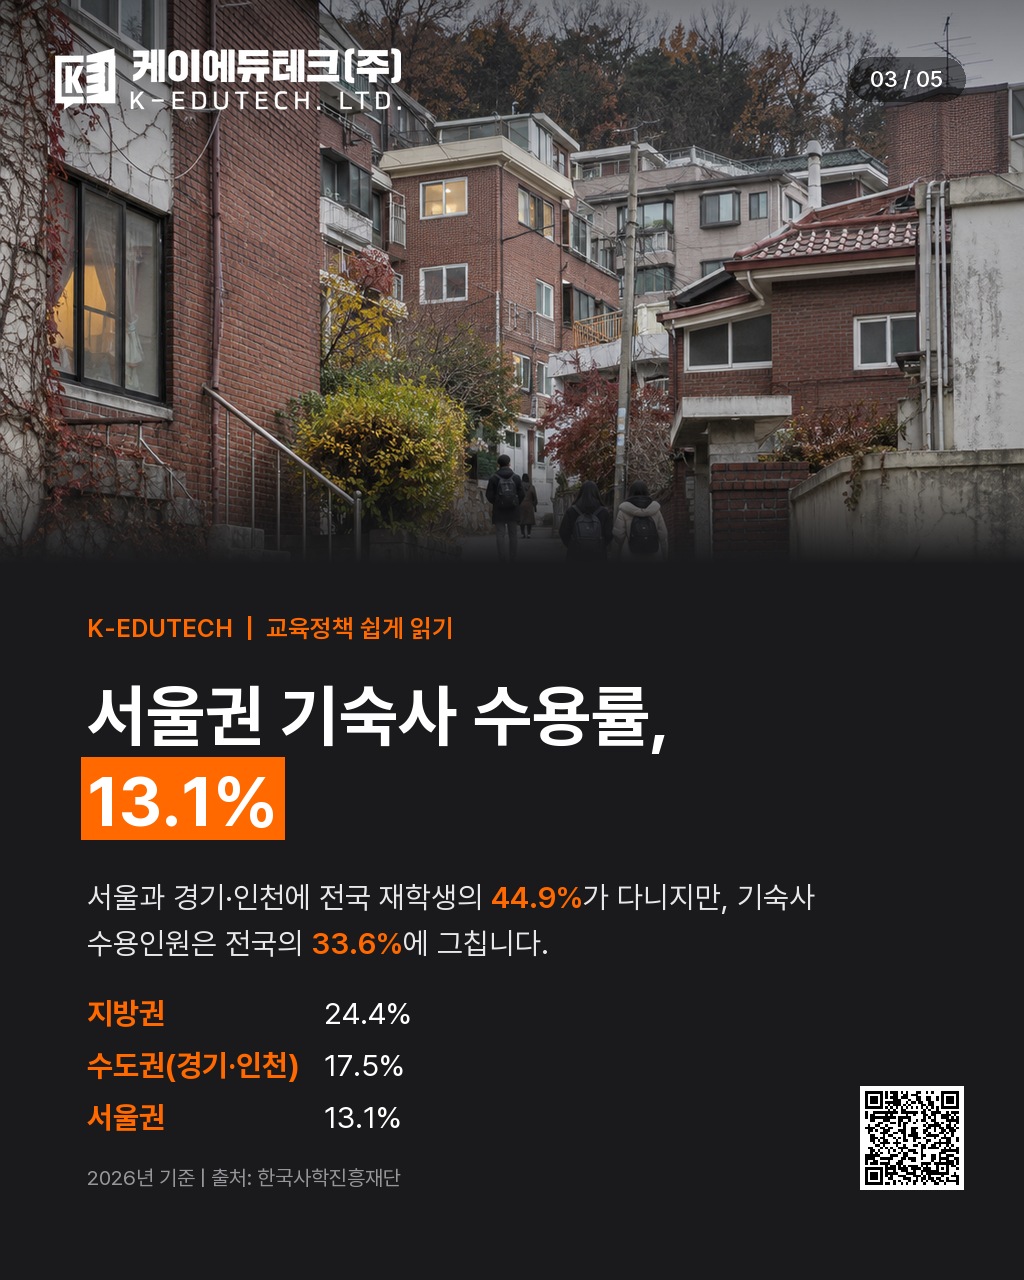 케이에듀테크(주)
K-EDUTECH. LTD.
03 / 05
K-EDUTECH | 교육정책 쉽게 읽기
서울권 기숙사 수용률,
13.1%
서울과 경기·인천에 전국 재학생의 44.9%가 다니지만, 기숙사
수용인원은 전국의 33.6%에 그칩니다.
지방권 24.4%
수도권(경기·인천) 17.5%
서울권 13.1%
2026년 기준 | 출처: 한국사학진흥재단